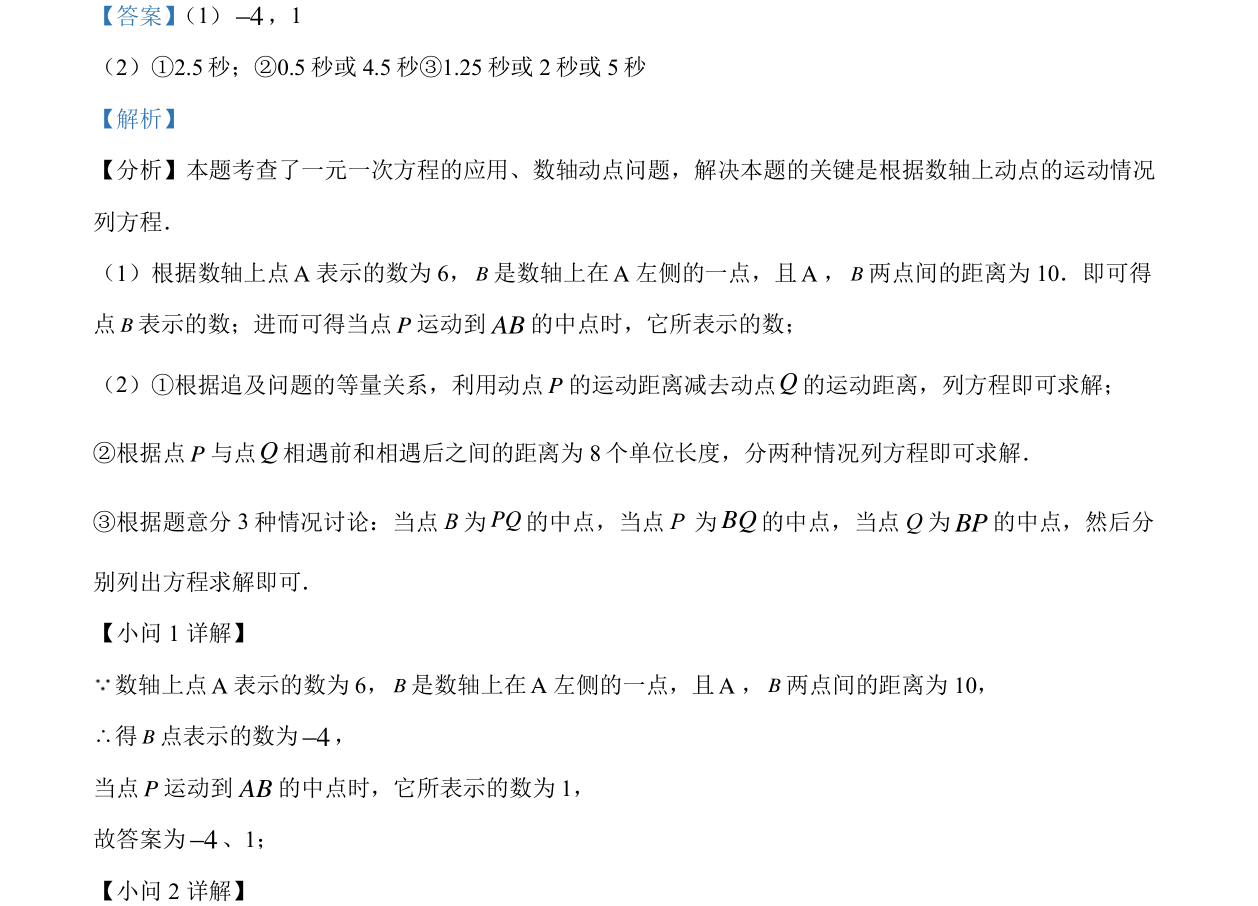 【答案】（1）–4，1
（2）①2.5 秒；②0.5 秒或 4.5 秒③1.25 秒或 2 秒或 5 秒
【解析】
【分析】本题考查了一元一次方程的应用、数轴动点问题，解决本题的关键是根据数轴上动点的运动情况
列方程．
（1）根据数轴上点 A 表示的数为 6，B 是数轴上在 A 左侧的一点，且 A，B 两点间的距离为 10．即可得
点 B 表示的数；进而可得当点 P 运动到 AB 的中点时，它所表示的数；
（2）①根据追及问题的等量关系，利用动点 P 的运动距离减去动点 Q 的运动距离，列方程即可求解；
②根据点 P 与点 Q 相遇前和相遇后之间的距离为 8 个单位长度，分两种情况列方程即可求解．
③根据题意分 3 种情况讨论：当点 B 为 PQ 的中点，当点 P 为 BQ 的中点，当点 Q 为 BP 的中点，然后分
别列出方程求解即可．
【小问 1 详解】
∵数轴上点 A 表示的数为 6，B 是数轴上在 A 左侧的一点，且 A，B 两点间的距离为 10，
∴得 B 点表示的数为 –4，
当点 P 运动到 AB 的中点时，它所表示的数为 1，
故答案为 –4、1；
【小问 2 详解】